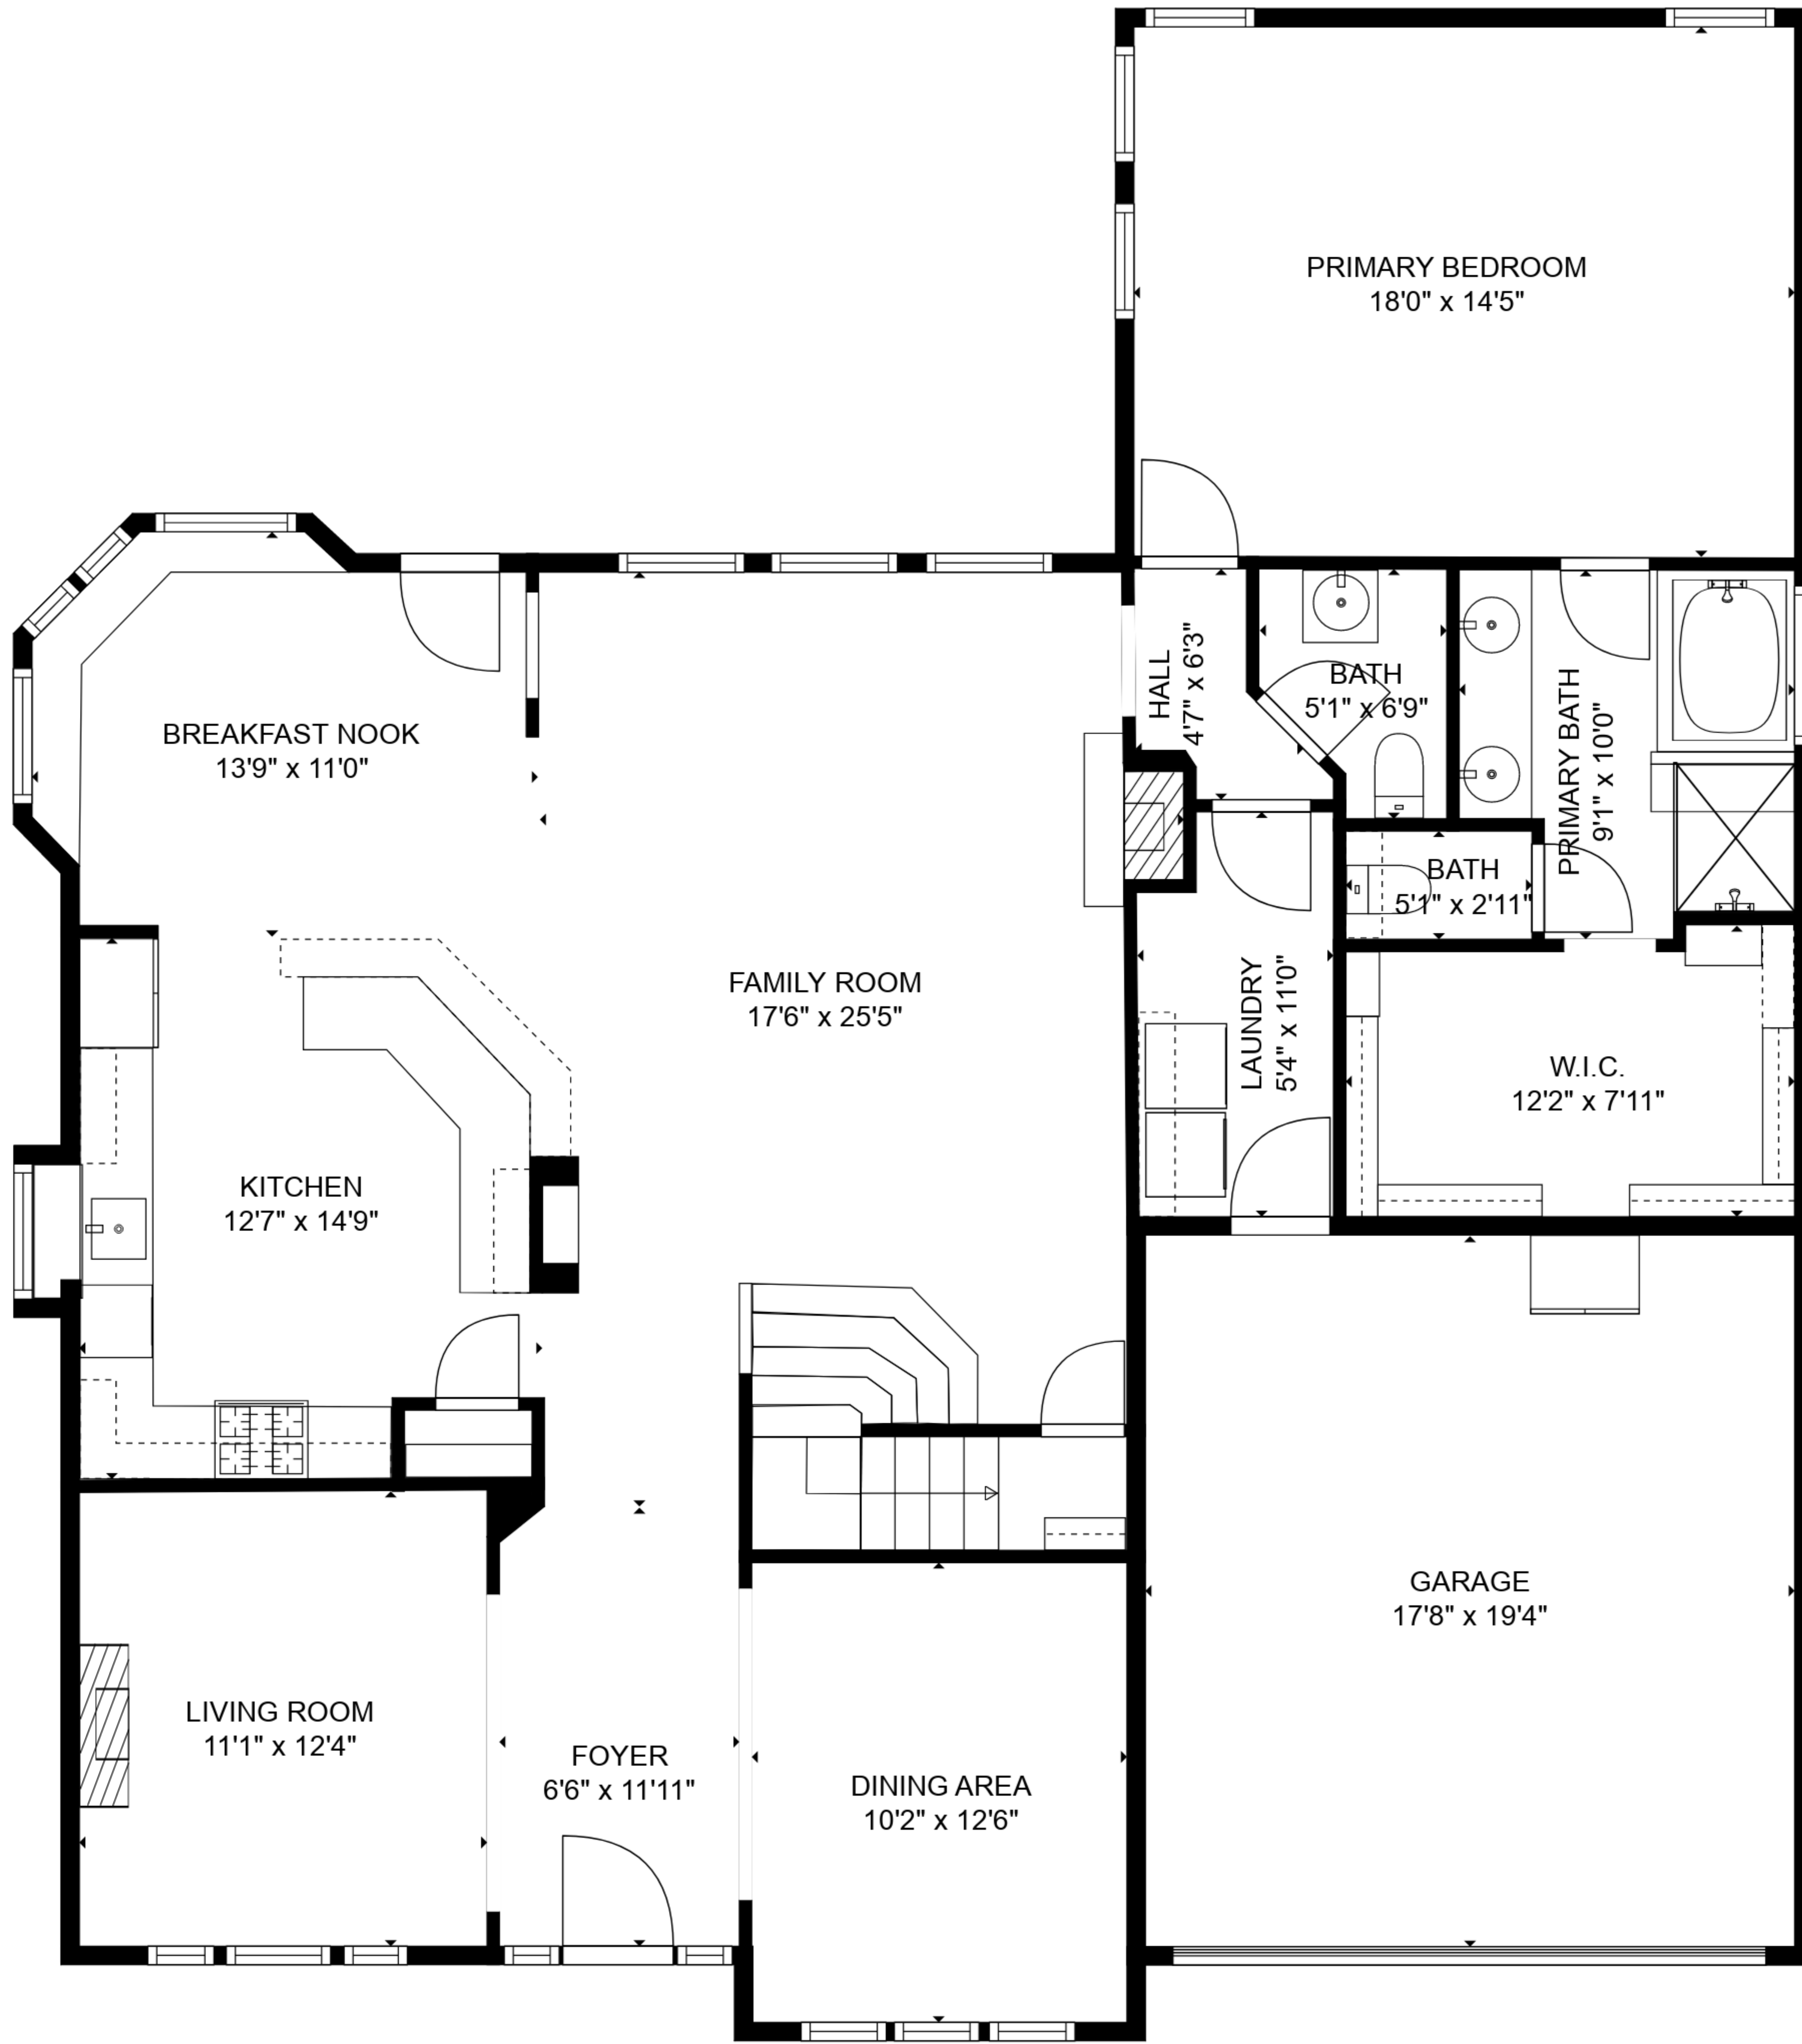 PRIMARY BEDROOM
18'0" x 14'5"
BREAKFAST NOOK
13'9" x 11'0"
HALL
4'7" x 6'3"
BATH
5'1" x 6'9"
PRIMARY BATH
9'1" x 10'0"
BATH
5'1" x 2'11"
FAMILY ROOM
17'6" x 25'5"
LAUNDRY
5'4" x 11'0"
W.I.C.
12'2" x 7'11"
KITCHEN
12'7" x 14'9"
GARAGE
17'8" x 19'4"
LIVING ROOM
11'1" x 12'4"
FOYER
6'6" x 11'11"
DINING AREA
10'2" x 12'6"